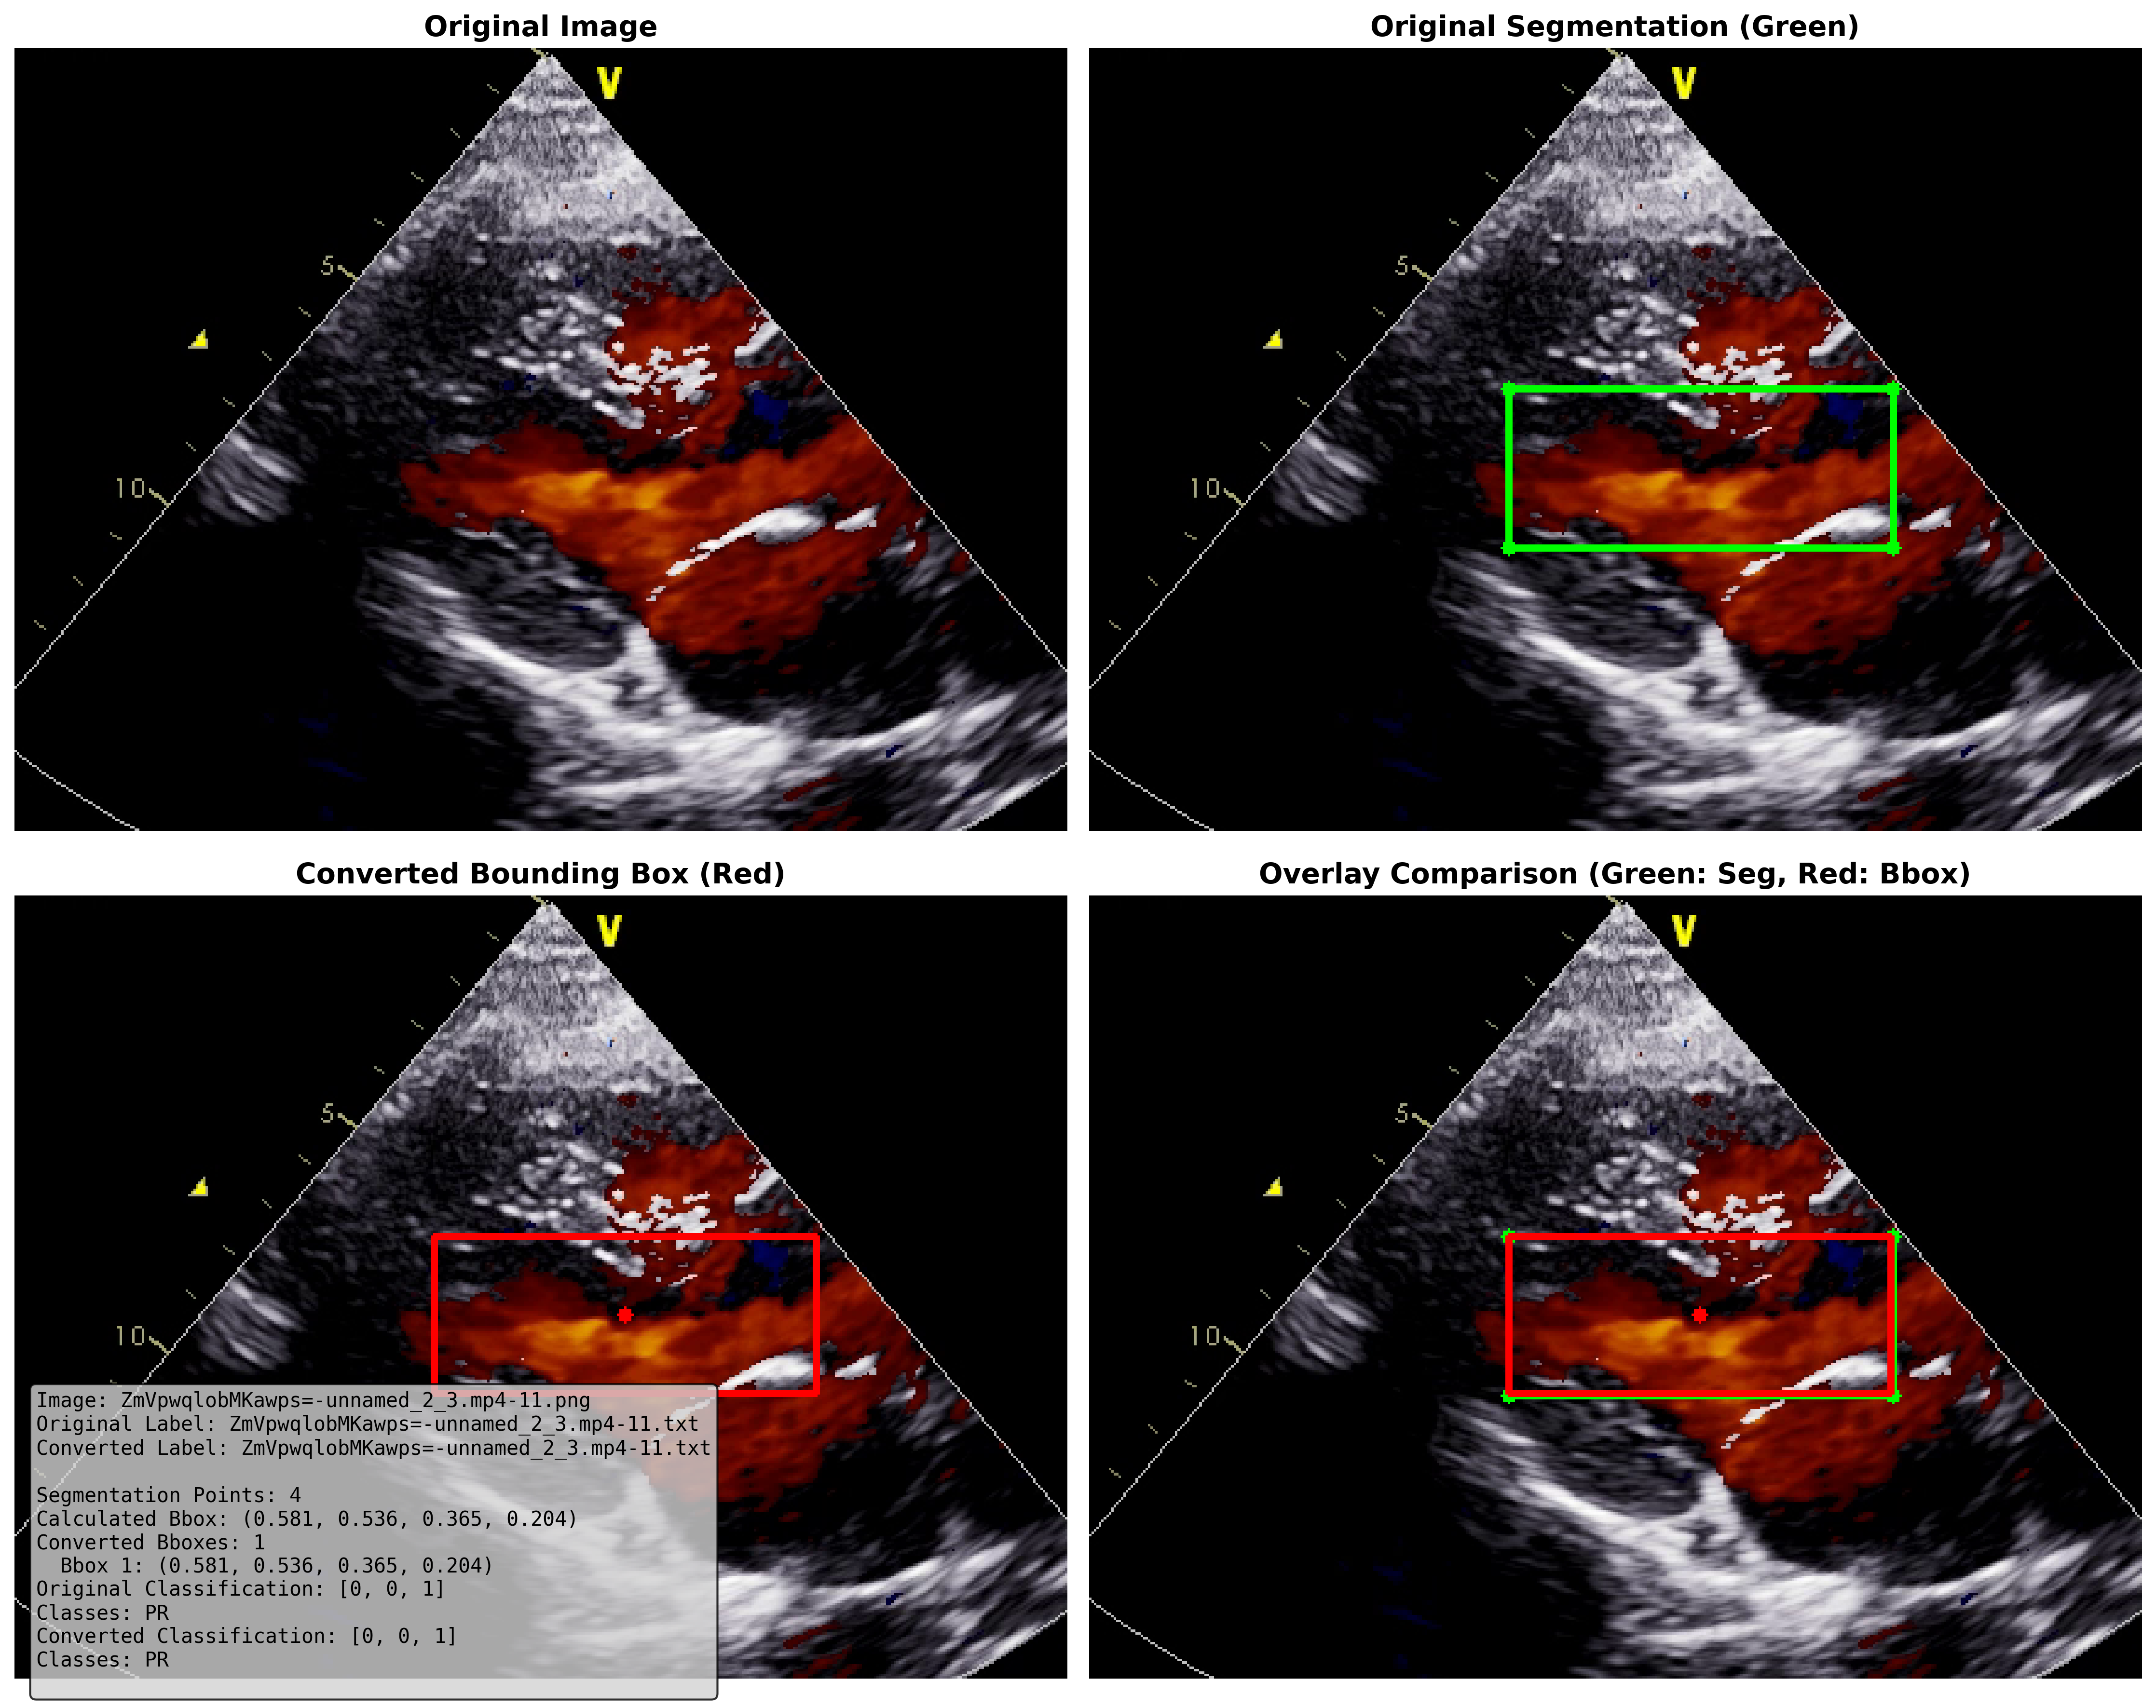 Original Image
V
5
10
Original Segmentation (Green)
V
5
10
Converted Bounding Box (Red)
V
5
10
Image: ZmVpwqlobMKawps=-unnamed_2_3.mp4-11.png
Original Label: ZmVpwqlobMKawps=-unnamed_2_3.mp4-11.txt
Converted Label: ZmVpwqlobMKawps=-unnamed_2_3.mp4-11.txt
Segmentation Points: 4
Calculated Bbox: (0.581, 0.536, 0.365, 0.204)
Converted Bboxes: 1
Bbox 1: (0.581, 0.536, 0.365, 0.204)
Original Classification: [0, 0, 1]
Classes: PR
Converted Classification: [0, 0, 1]
Classes: PR
Overlay Comparison (Green: Seg, Red: Bbox)
V
5
10